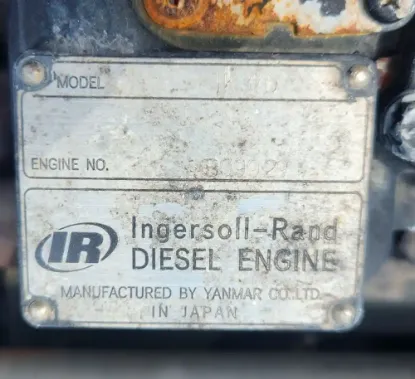 MODEL
ENGINE NO.
IR Ingersoll-Rand
DIESEL ENGINE
MANUFACTURED BY YANMAR CO. LTD.
IN JAPAN